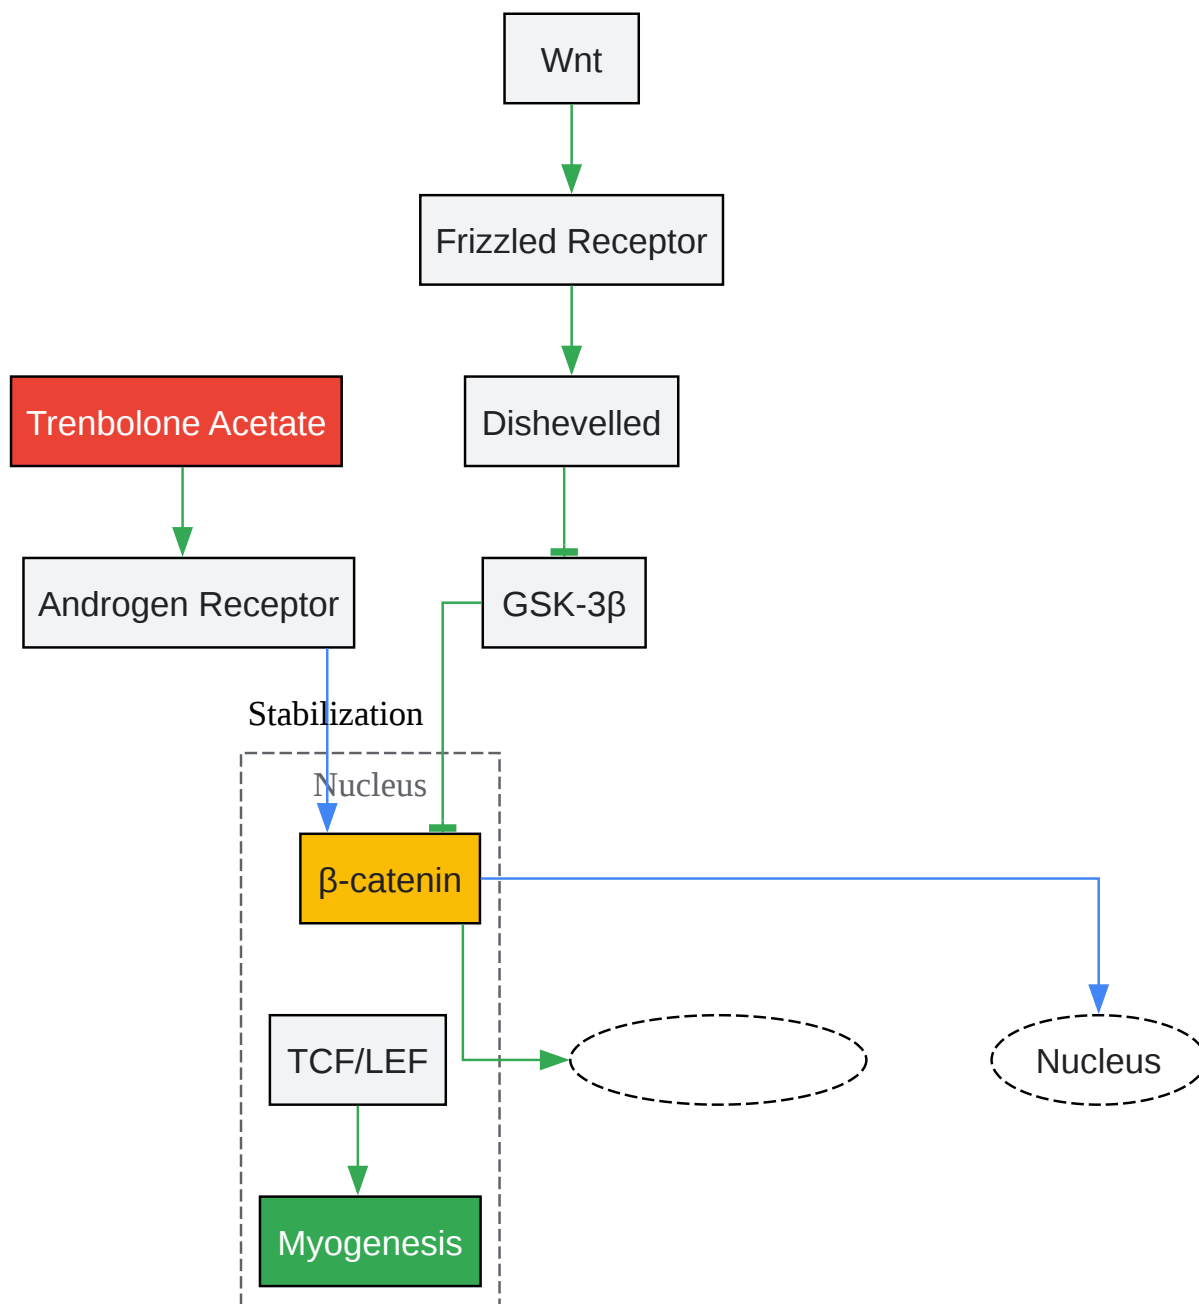 Wnt
Frizzled Receptor
Trenbolone Acetate
Dishevelled
Androgen Receptor
GSK-3β
Stabilization
Nucleus
β-catenin
TCF/LEF
Nucleus
Myogenesis